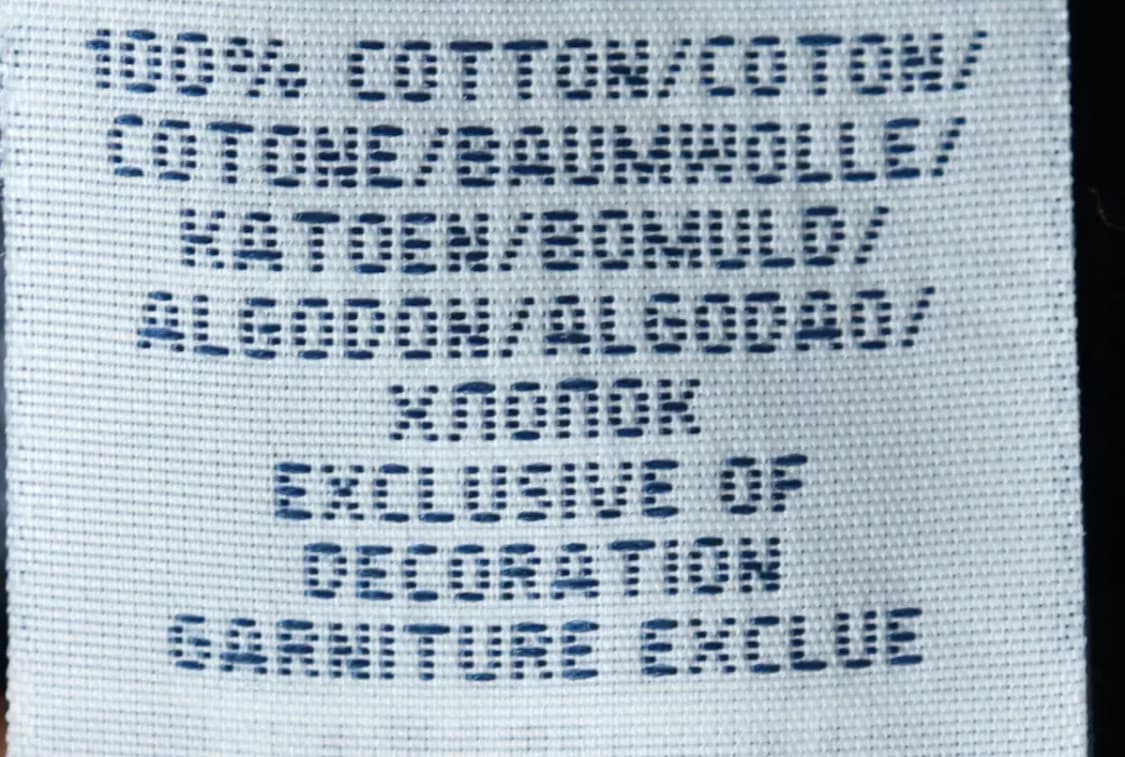 100% COTTON/COTON/
COTONE/BAUMWOLLE/
KATOEN/BOMULD/
ALGODON/ALGODAO/
ХЛОПОК
EXCLUSIVE OF
DECORATION
GARNITURE EXCLUE